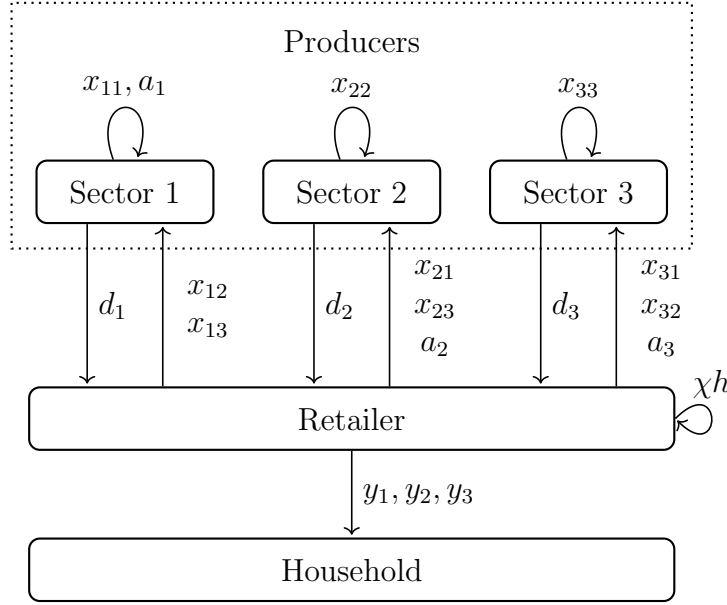 Producers
x₁₁, a₁
x₂₂
x₃₃
Sector 1
Sector 2
Sector 3
d₁
x₁₂
x₁₃
d₂
x₂₁
x₂₃
a₂
d₃
x₃₁
x₃₂
a₃
χh
Retailer
y₁, y₂, y₃
Household